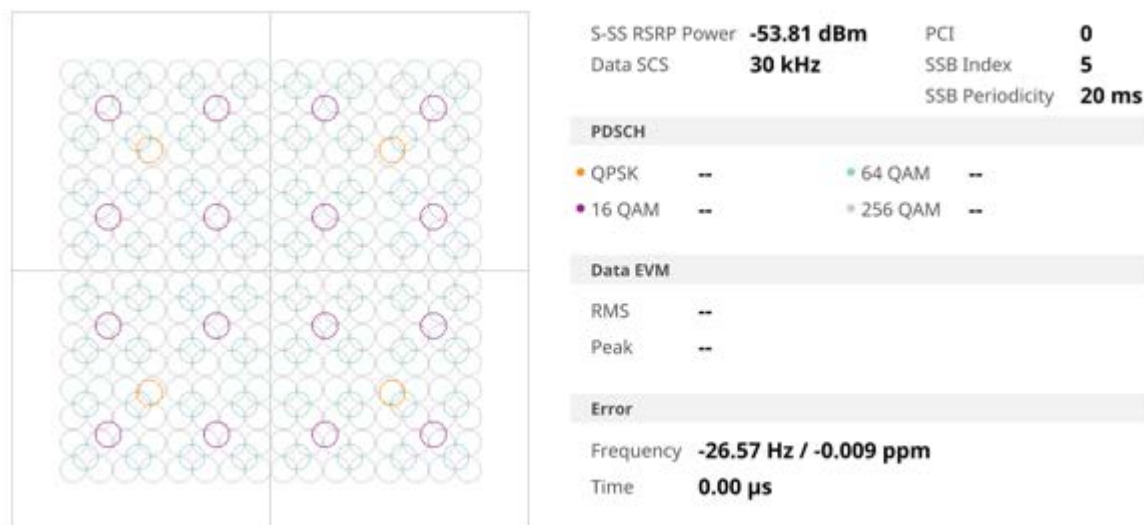 S-SS RSRP Power -53.81 dBm PCI 0
Data SCS 30 kHz SSB Index 5
SSB Periodicity 20 ms
PDSCH
QPSK -- 64 QAM --
16 QAM -- 256 QAM --
Data EVM
RMS --
Peak --
Error
Frequency -26.57 Hz / -0.009 ppm
Time 0.00 µs